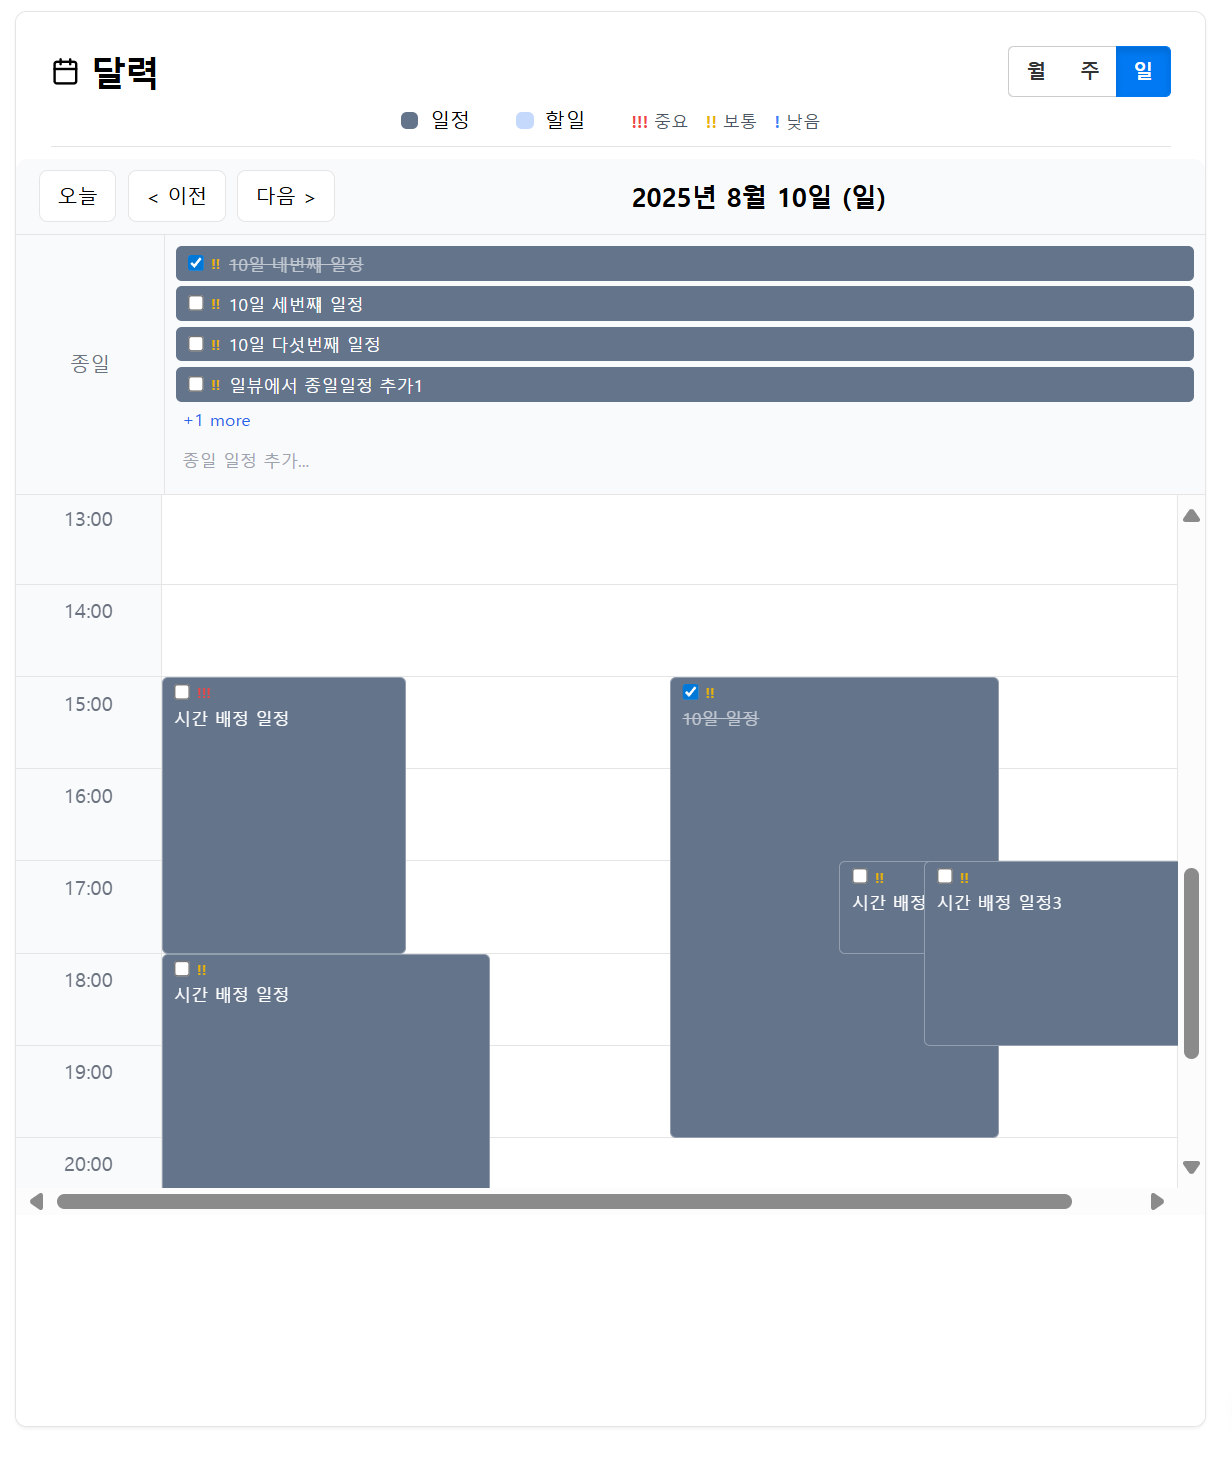 달력
월 주 일
일정 할일 !!! 중요 !! 보통 ! 낮음
오늘 < 이전 다음 > 2025년 8월 10일 (일)
종일
!! 10일 네번째 일정
!! 10일 세번째 일정
!! 10일 다섯번째 일정
!! 일뷰에서 종일일정 추가1
+1 more
종일 일정 추가...
13:00
14:00
15:00
!!!
시간 배정 일정
!!
10일 일정
16:00
17:00
!!
시간 배정
!!
시간 배정 일정3
18:00
!!
시간 배정 일정
19:00
20:00